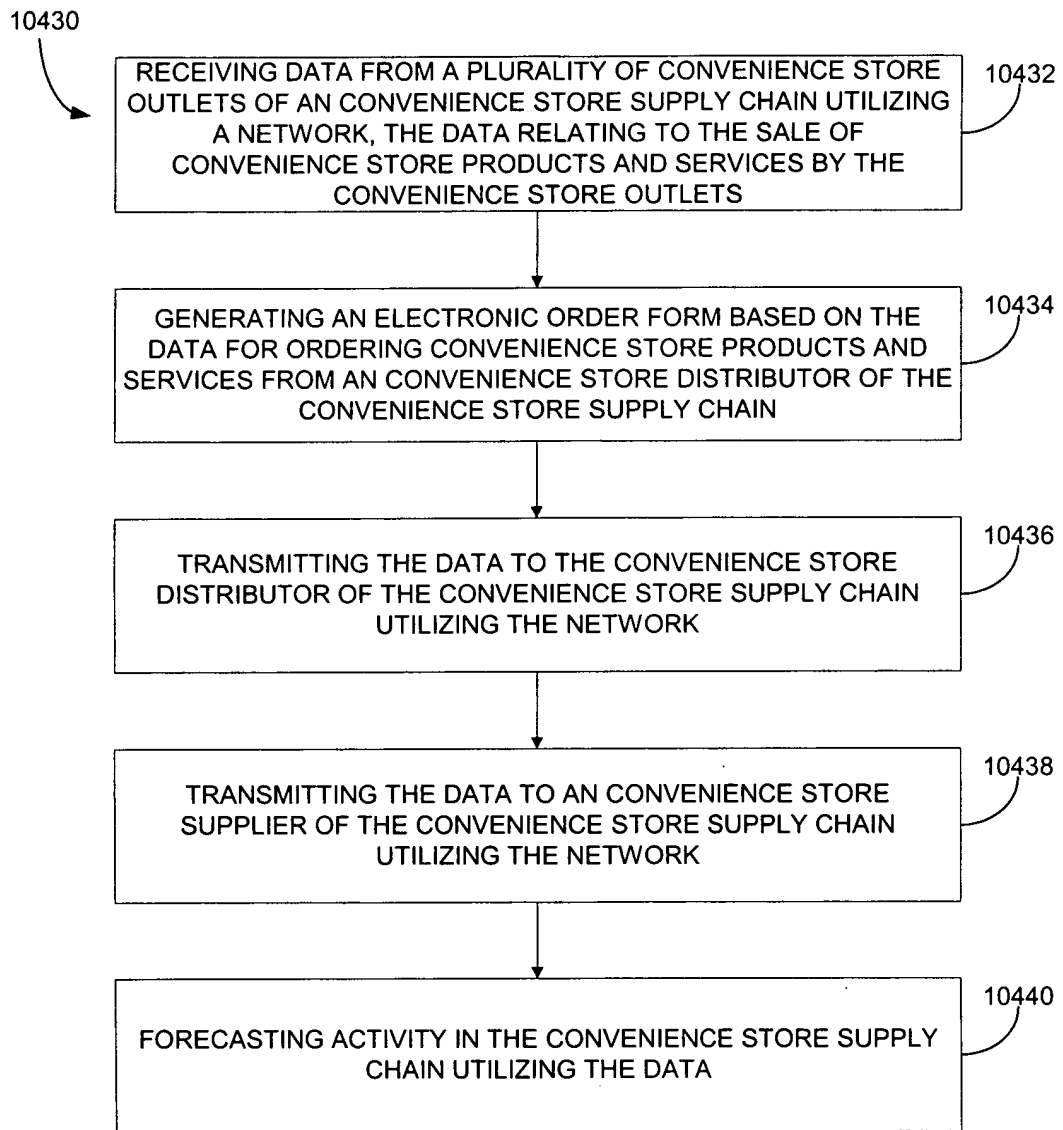 10430
RECEIVING DATA FROM A PLURALITY OF CONVENIENCE STORE
OUTLETS OF AN CONVENIENCE STORE SUPPLY CHAIN UTILIZING
A NETWORK, THE DATA RELATING TO THE SALE OF
CONVENIENCE STORE PRODUCTS AND SERVICES BY THE
CONVENIENCE STORE OUTLETS
10432
GENERATING AN ELECTRONIC ORDER FORM BASED ON THE
DATA FOR ORDERING CONVENIENCE STORE PRODUCTS AND
SERVICES FROM AN CONVENIENCE STORE DISTRIBUTOR OF THE
CONVENIENCE STORE SUPPLY CHAIN
10434
TRANSMITTING THE DATA TO THE CONVENIENCE STORE
DISTRIBUTOR OF THE CONVENIENCE STORE SUPPLY CHAIN
UTILIZING THE NETWORK
10436
TRANSMITTING THE DATA TO AN CONVENIENCE STORE
SUPPLIER OF THE CONVENIENCE STORE SUPPLY CHAIN
UTILIZING THE NETWORK
10438
FORECASTING ACTIVITY IN THE CONVENIENCE STORE SUPPLY
CHAIN UTILIZING THE DATA
10440